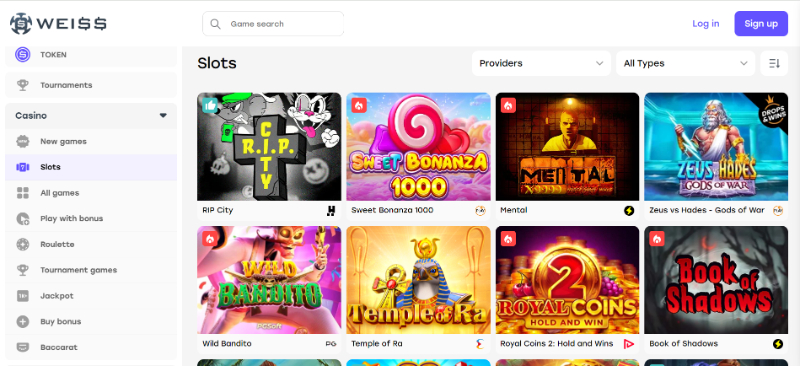 WEI$$
Game search
Log in
Sign up
TOKEN
Tournaments
Casino
New games
Slots
All games
Play with bonus
Roulette
Tournament games
Jackpot
Buy bonus
Baccarat
Slots
Providers
All Types
R.I.P.
CITY
RIP City
SWEET BONANZA
1000
Sweet Bonanza 1000
MENTAL
Mental
DROPS
& WINS
ZEUS HADES
GODS OF WAR
Zeus vs Hades - Gods of War
WILD
BANDITO
Wild Bandito
PG
Temple of Ra
Temple of Ra
2
ROYAL COINS
HOLD AND WIN
Royal Coins 2: Hold and Wins
Book of
Shadows
Book of Shadows